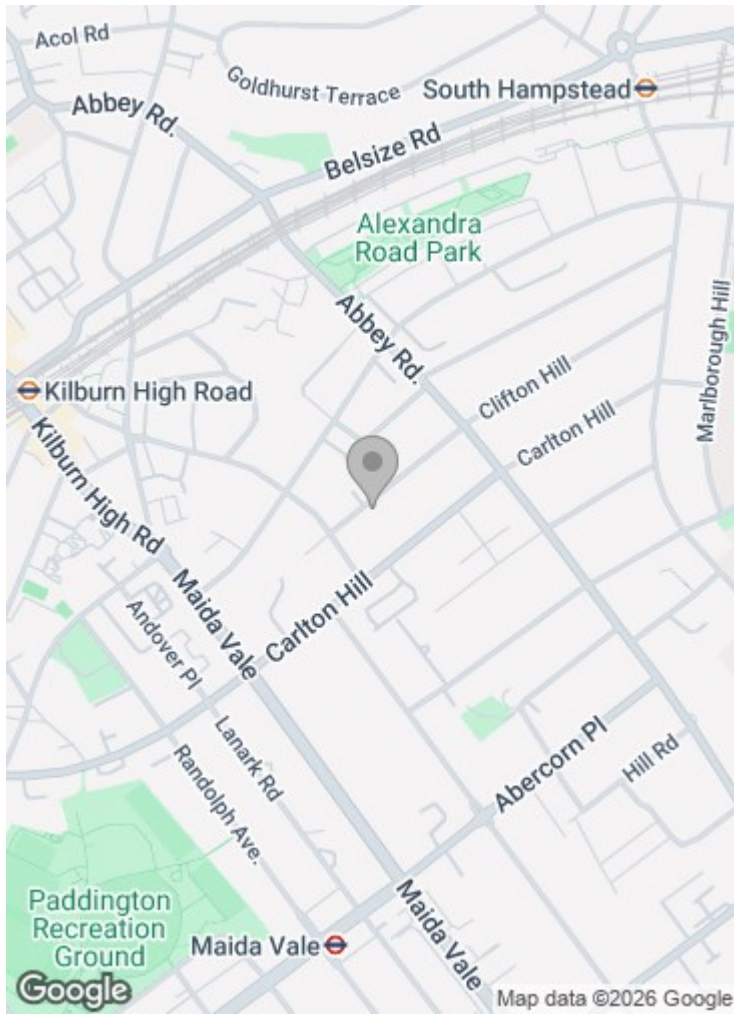 Acol Rd
Goldhurst Terrace
South Hampstead
Abbey Rd.
Belsize Rd
Alexandra
Road Park
Marlborough Hill
Abbey Rd.
Clifton Hill
Kilburn High Road
Carlton Hill
Kilburn High Rd
Maida Vale
Carlton Hill
Andover Pl
Lanark Rd
Abercorn Pl
Hill Rd
Randolph Ave.
Paddington
Recreation
Ground
Maida Vale
Maida Vale
Google
Map data ©2026 Google